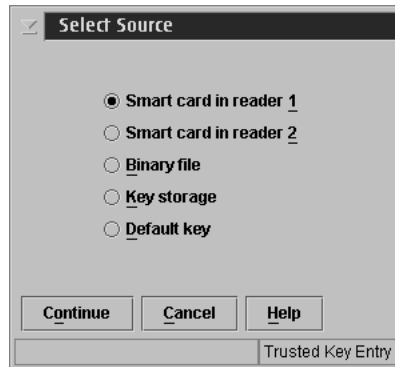 Select Source
Smart card in reader 1
Smart card in reader 2
Binary file
Key storage
Default key
Continue Cancel Help
Trusted Key Entry